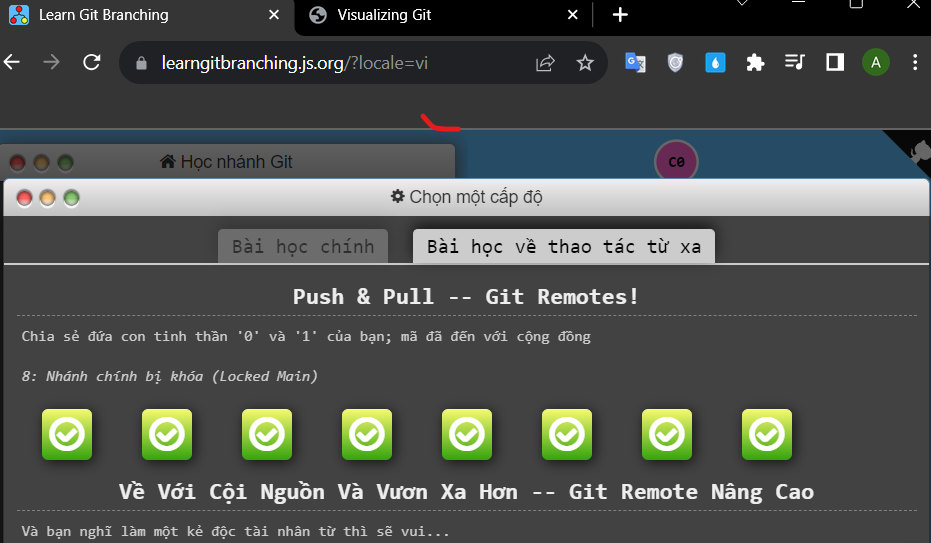 Learn Git Branching
Visualizing Git
learngitbranching.js.org/?locale=vi
A
Học nhánh Git
C0
Chọn một cấp độ
Bài học chính
Bài học về thao tác từ xa
Push & Pull -- Git Remotes!
Chia sẻ đứa con tinh thần '0' và '1' của bạn; mã đã đến với cộng đồng
8: Nhánh chính bị khóa (Locked Main)
Về Với Cội Nguồn Và Vươn Xa Hơn -- Git Remote Nâng Cao
Và bạn nghĩ làm một kẻ độc tài nhân từ thì sẽ vui...